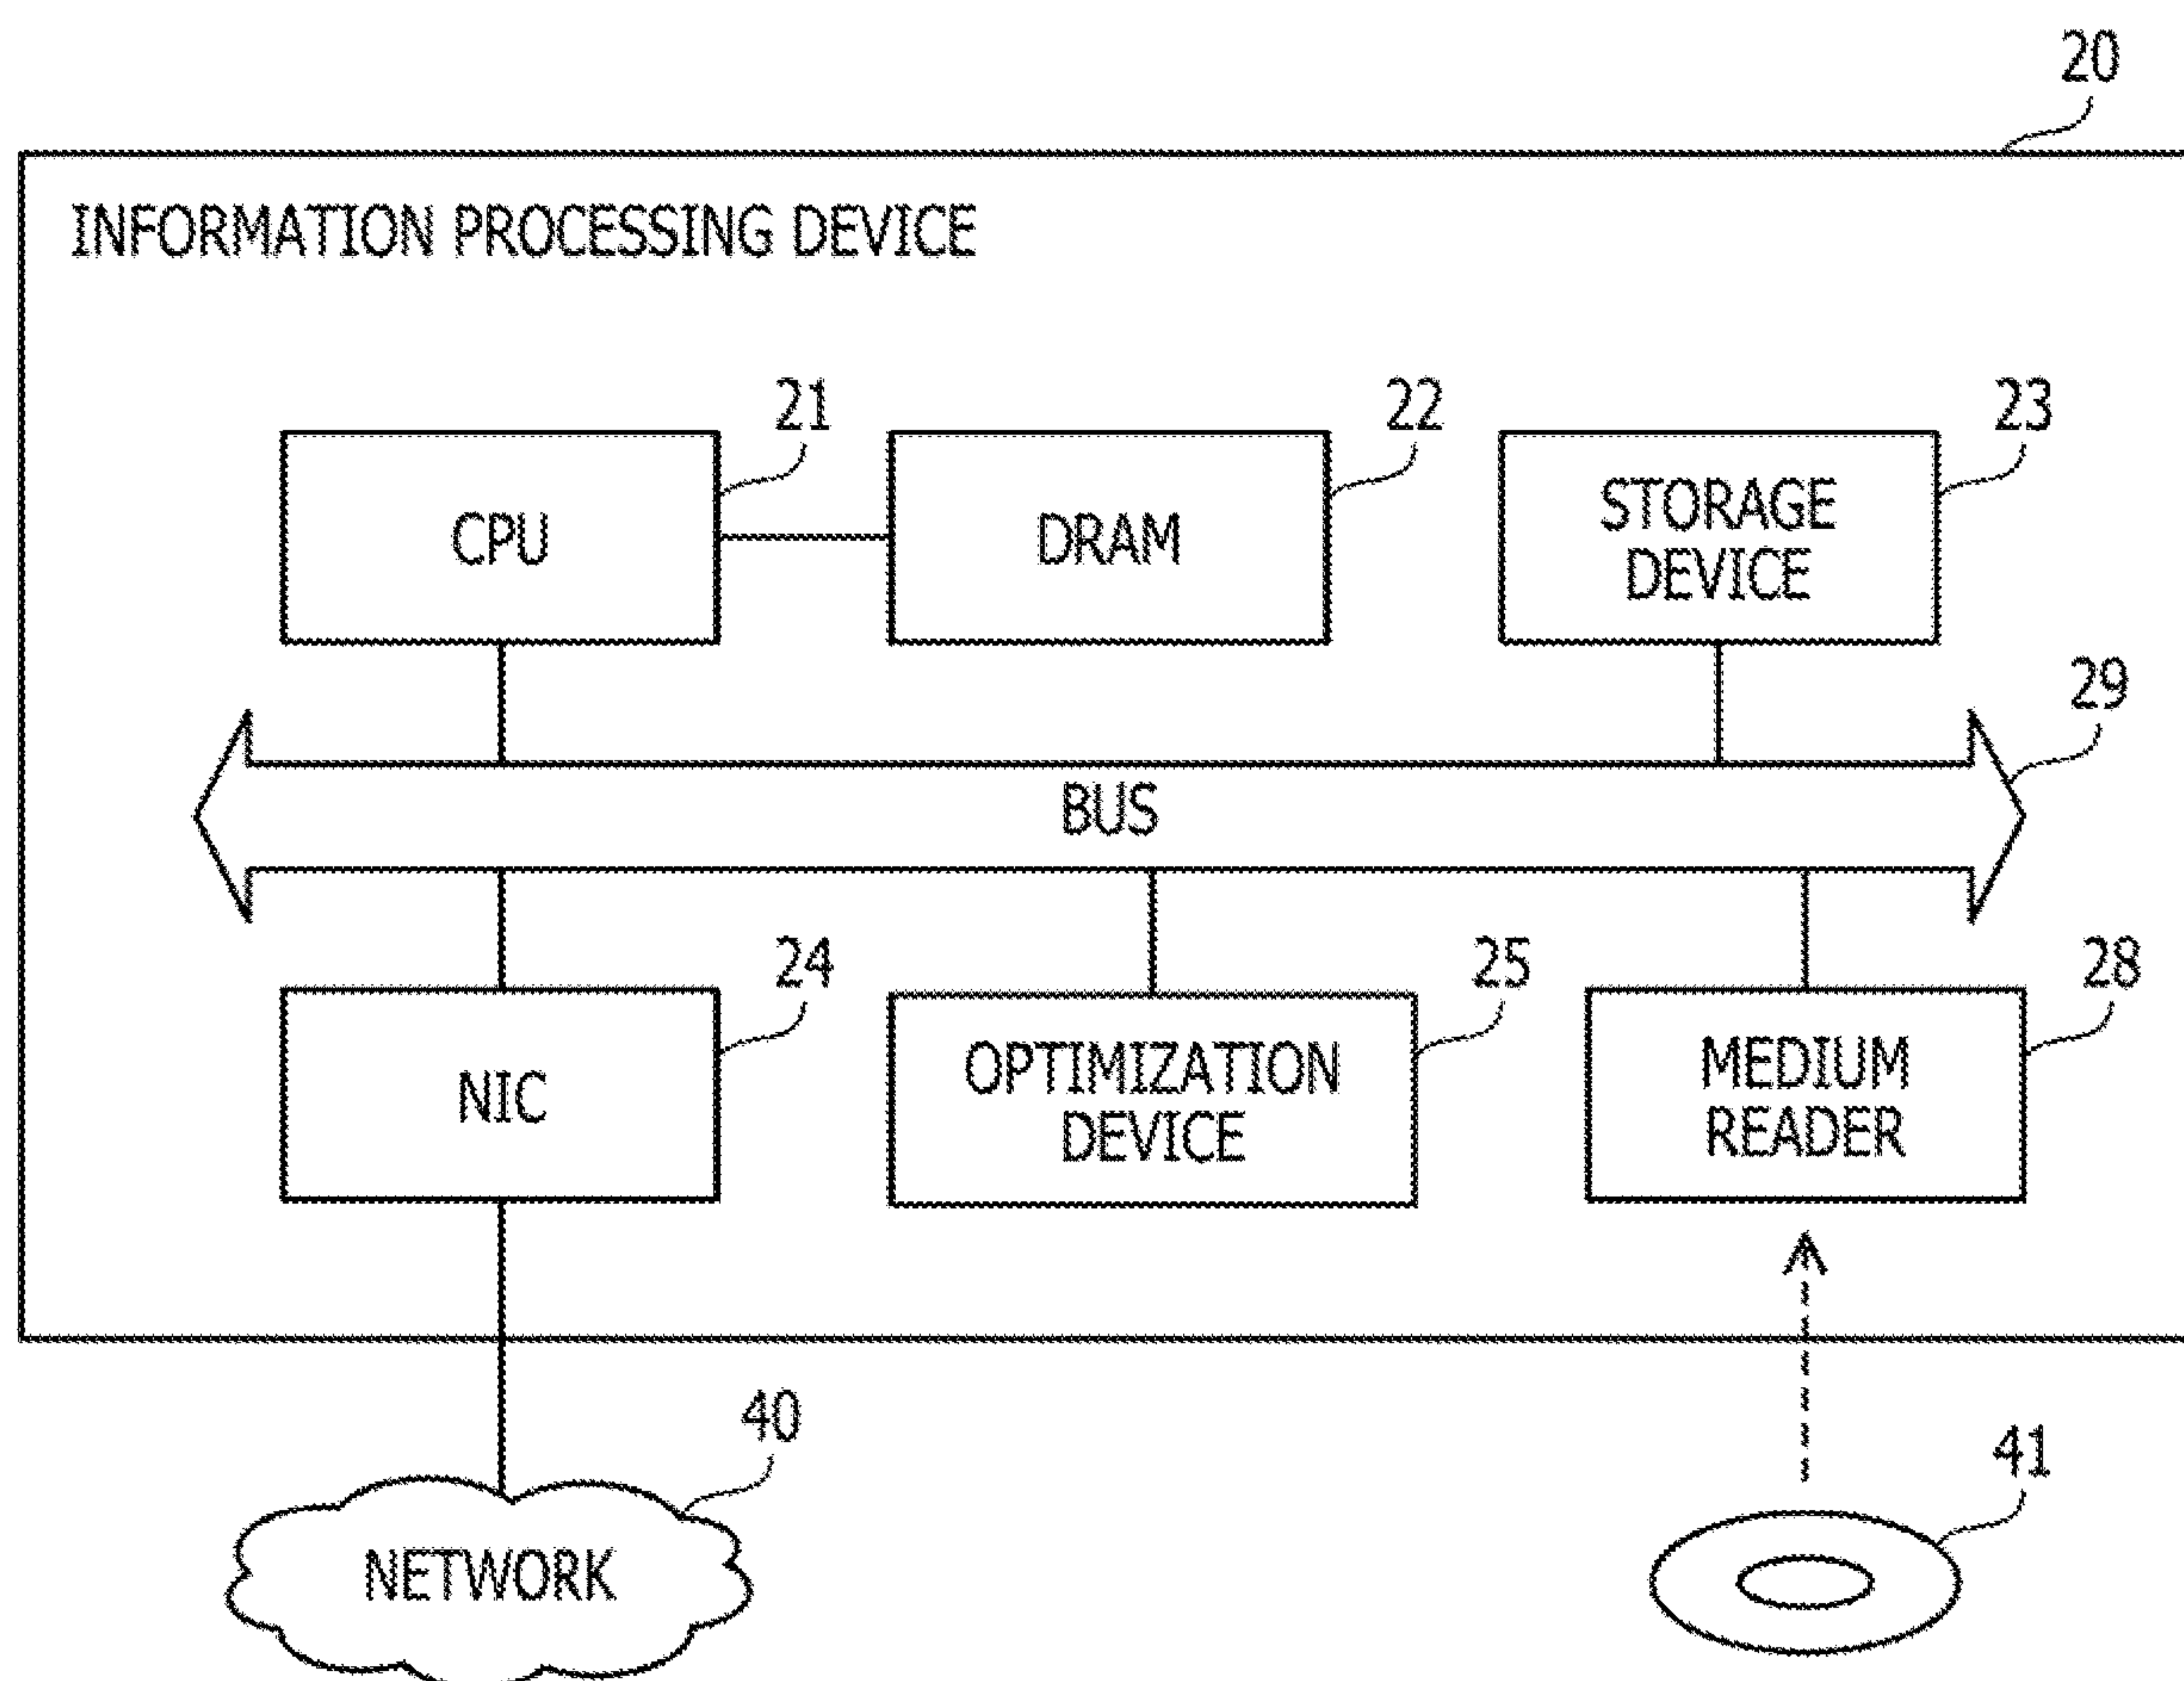 20
INFORMATION PROCESSING DEVICE
21
22
23
CPU
DRAM
STORAGE
DEVICE
29
BUS
24
25
28
NIC
OPTIMIZATION
DEVICE
MEDIUM
READER
40
41
NETWORK